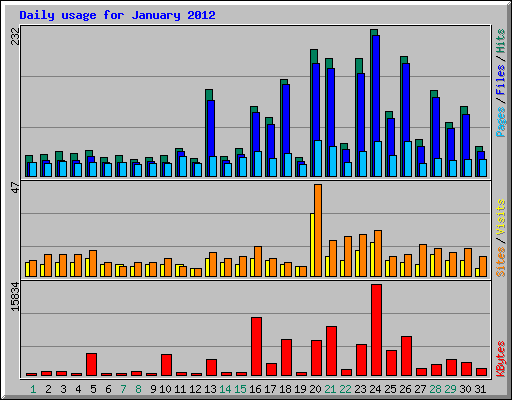 Daily usage for January 2012
232
Pages / Files / Hits
47
Sites / Visits
15834
KBytes
1 2 3 4 5 6 7 8 9 10 11 12 13 14 15 16 17 18 19 20 21 22 23 24 25 26 27 28 29 30 31